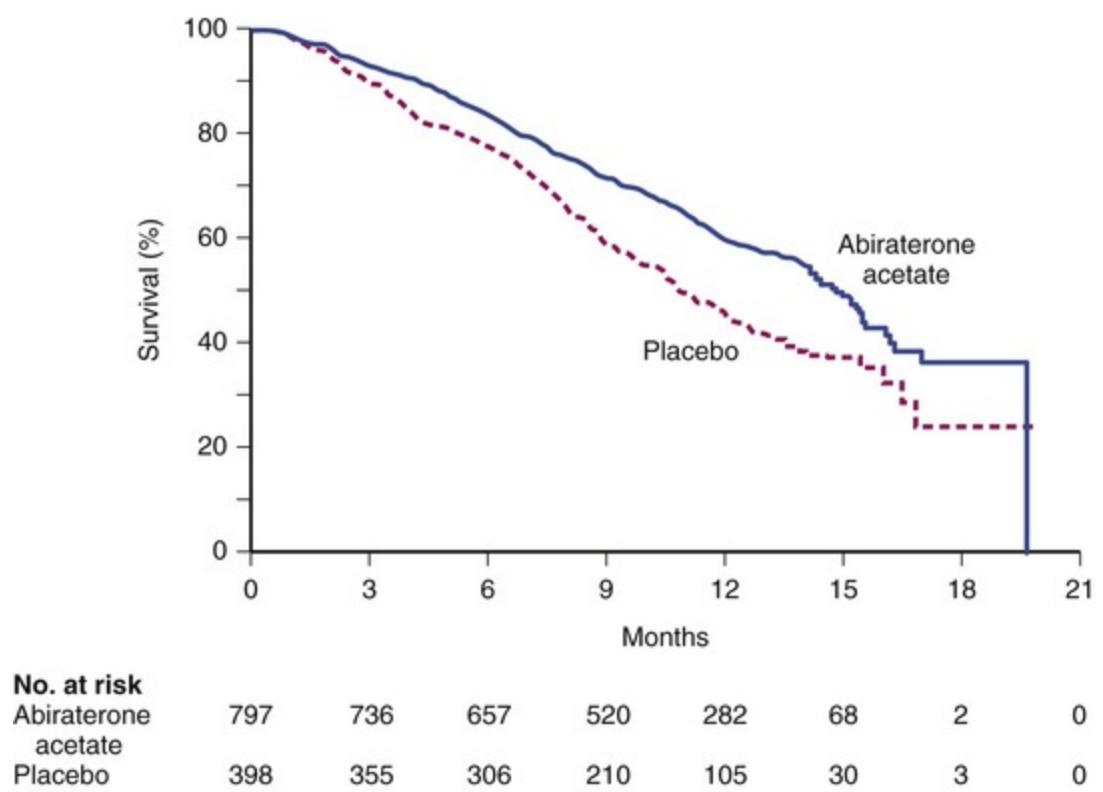 100
80
60
40
20
0
Survival (%)
Abiraterone
acetate
Placebo
0 3 6 9 12 15 18 21
Months
No. at risk
Abiraterone 797 736 657 520 282 68 2 0
acetate
Placebo 398 355 306 210 105 30 3 0